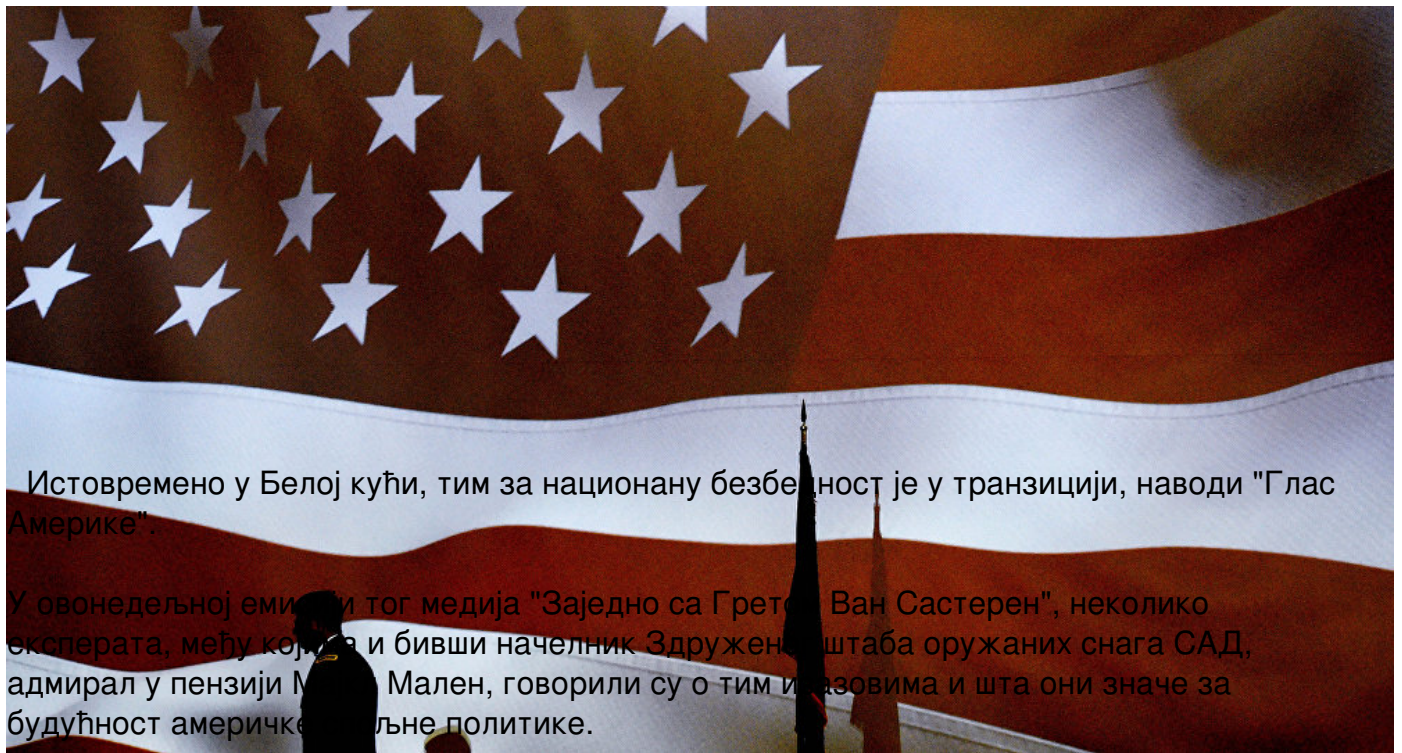 Истовремено у Белој кући, тим за национану безбедност је у транзицији, наводи "Глас
Америке".
У овонедељној тог медија "Заједно са Ван Састерен", неколико
експерата, међу и бивши начелник штаба оружаних снага САД,
адмирал у пензији Мален, говорили су о тим и шта они значе за
будућност америчке политике.